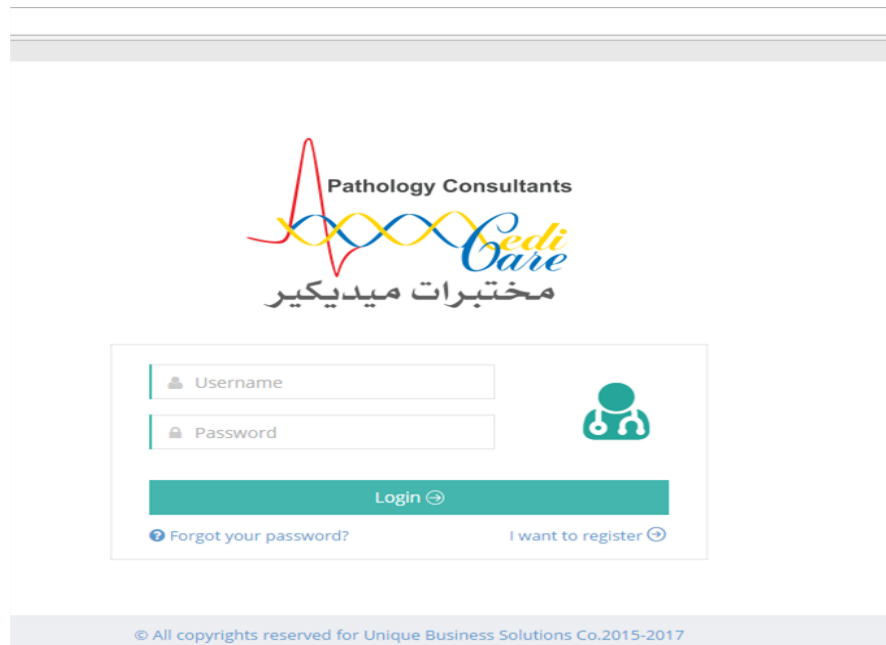 Pathology Consultants
Cedi
Care
مختبرات ميديكير
Username
Password
Login
Forgot your password?
I want to register
© All copyrights reserved for Unique Business Solutions Co.2015-2017